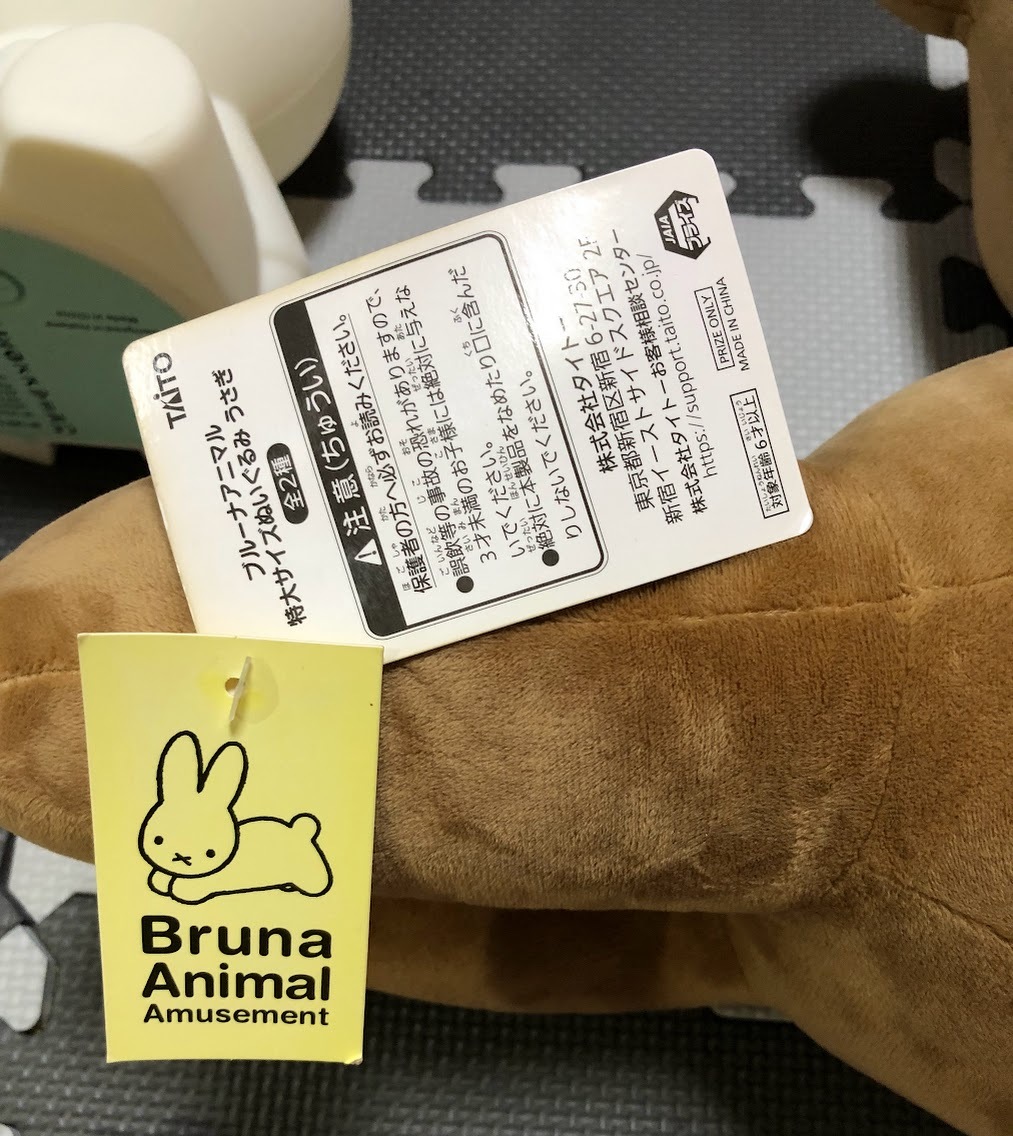 TAITO
ブルーナアニマル
特大サイズぬいぐるみ うさぎ
全2種
注意(ちゅうい)
保護者の方へ必ずお読みください。
●誤飲等の事故の恐れがありますので、
3才未満のお子様には絶対に与えな
いでください。
●絶対に本製品をなめたり口に含んだ
りしないでください。
株式会社タイトー
東京都新宿区新宿 6-27-30
新宿イーストサイドスクエア 2F
株式会社タイトーお客様相談センター
https://support.taito.co.jp/
対象年齢 6才以上
PRIZE ONLY
MADE IN CHINA
JAIA
プライズ
Bruna
Animal
Amusement